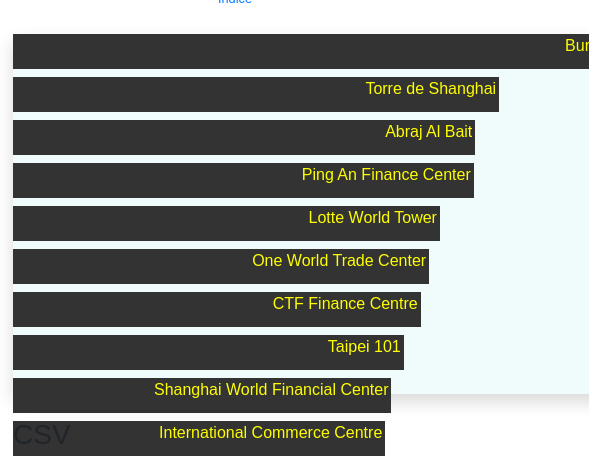 Índice
Torre de Shanghai
Abraj Al Bait
Ping An Finance Center
Lotte World Tower
One World Trade Center
CTF Finance Centre
Taipei 101
Shanghai World Financial Center
CSV International Commerce Centre